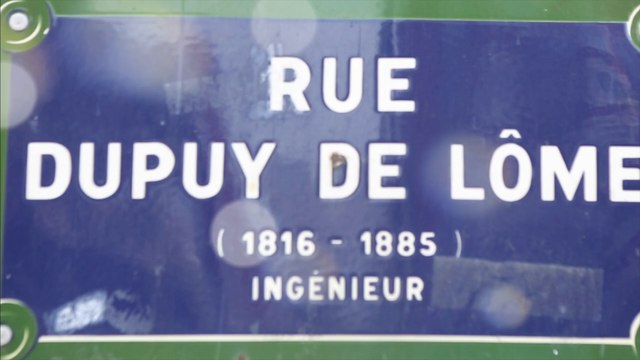 RUE
DUPUY DE LÔME
( 1816 - 1885 )
INGÉNIEUR